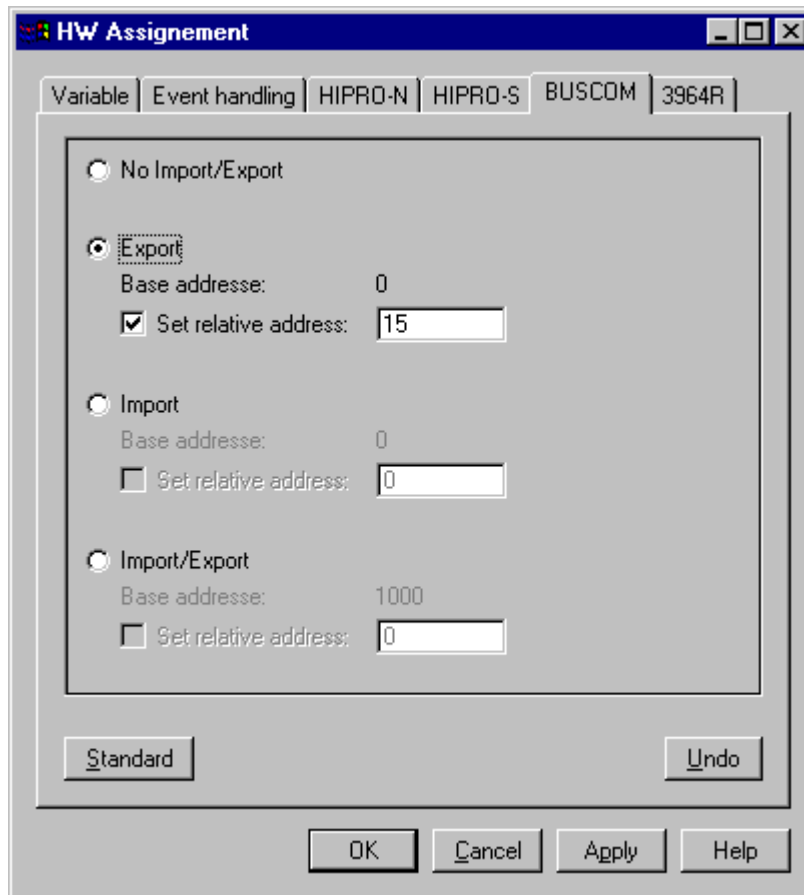 HW Assignement
Variable Event handling HIPRO-N HIPRO-S BUSCOM 3964R
No Import/Export
Export
Base addresse: 0
Set relative address: 15
Import
Base addresse: 0
Set relative address: 0
Import/Export
Base addresse: 1000
Set relative address: 0
Standard Undo
OK Cancel Apply Help